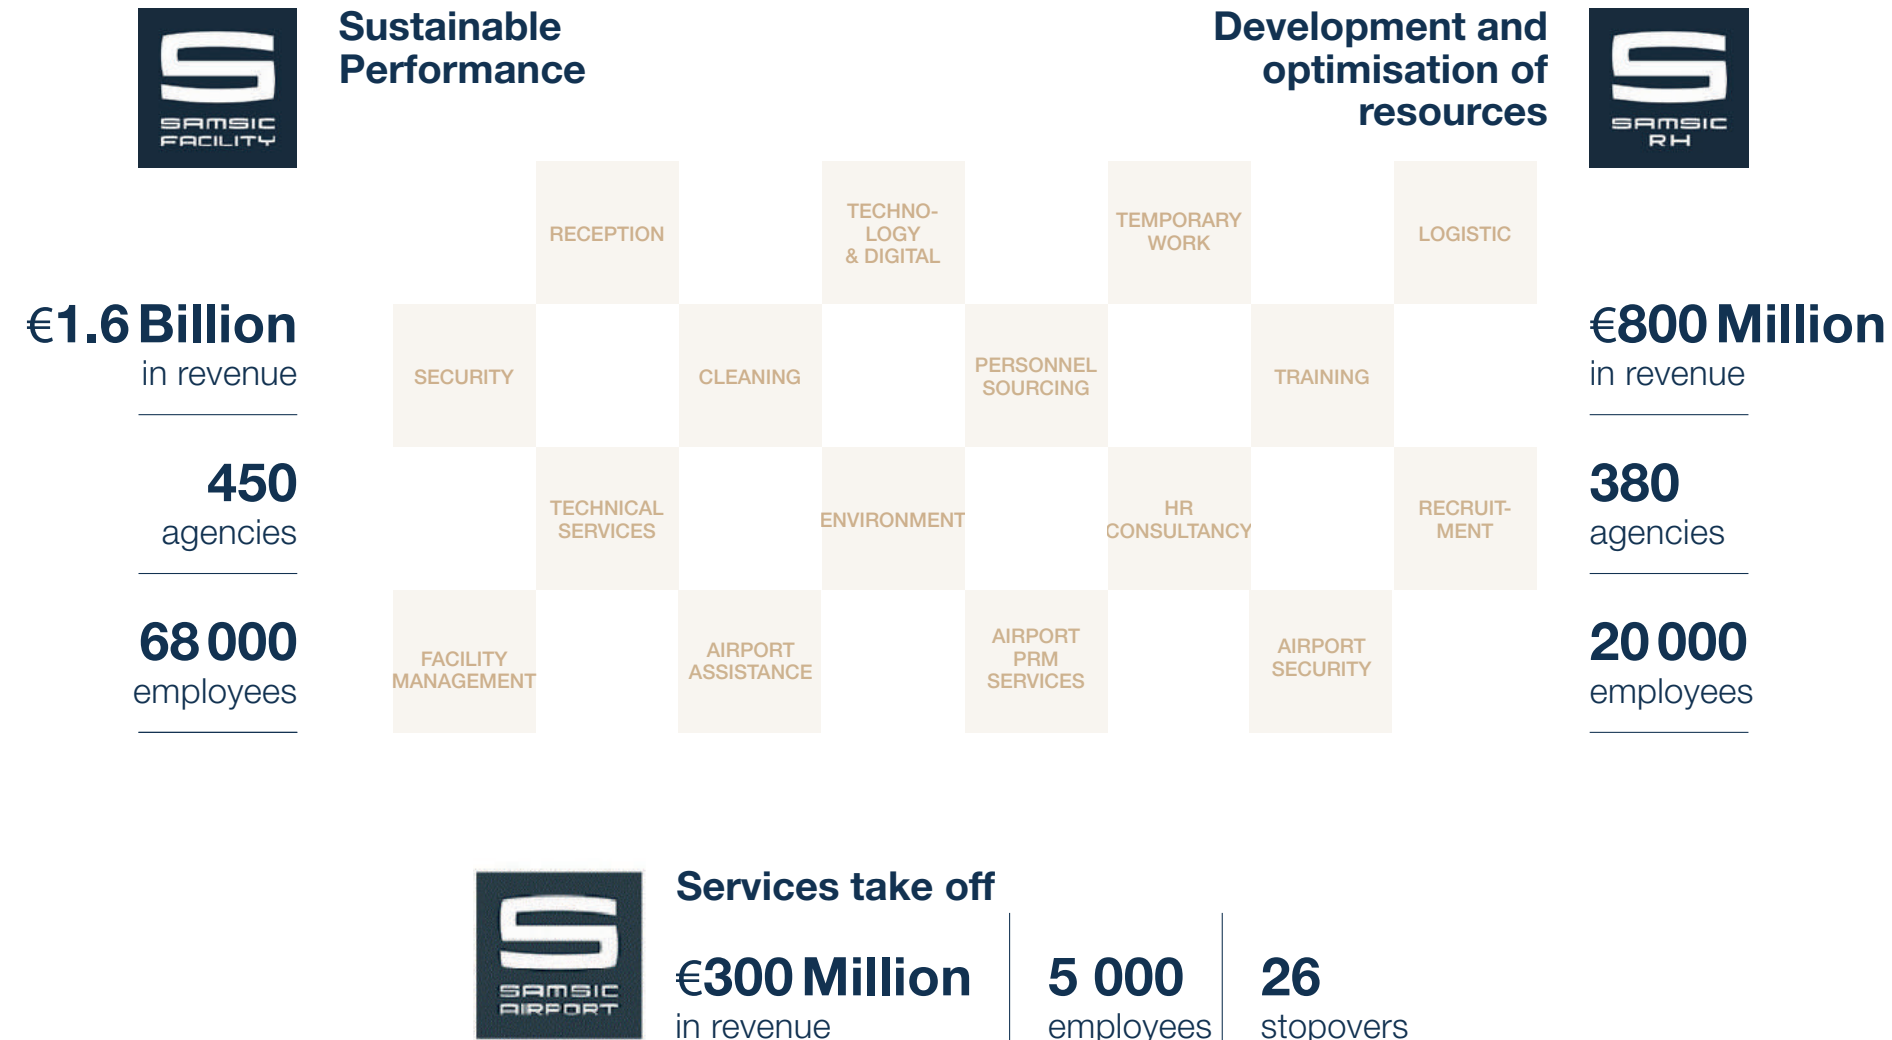 SAMSIC
FACILITY
Sustainable
Performance
Development and
optimisation of
resources
SAMSIC
RH
€1.6 Billion
in revenue
450
agencies
68 000
employees
RECEPTION
TECHNO-
LOGY
& DIGITAL
TEMPORARY
WORK
LOGISTIC
SECURITY
CLEANING
PERSONNEL
SOURCING
TRAINING
TECHNICAL
SERVICES
ENVIRONMENT
HR
CONSULTANCY
RECRUIT-
MENT
FACILITY
MANAGEMENT
AIRPORT
ASSISTANCE
AIRPORT
PRM
SERVICES
AIRPORT
SECURITY
€800 Million
in revenue
380
agencies
20 000
employees
SAMSIC
AIRPORT
Services take off
€300 Million
in revenue
5 000
employees
26
stopovers